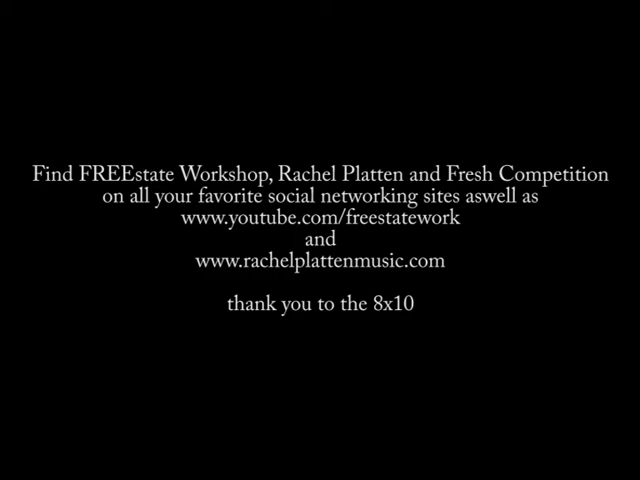 Find FREEstate Workshop, Rachel Platten and Fresh Competition
on all your favorite social networking sites aswell as
www.youtube.com/freestatework
and
www.rachelplattenmusic.com
thank you to the 8x10